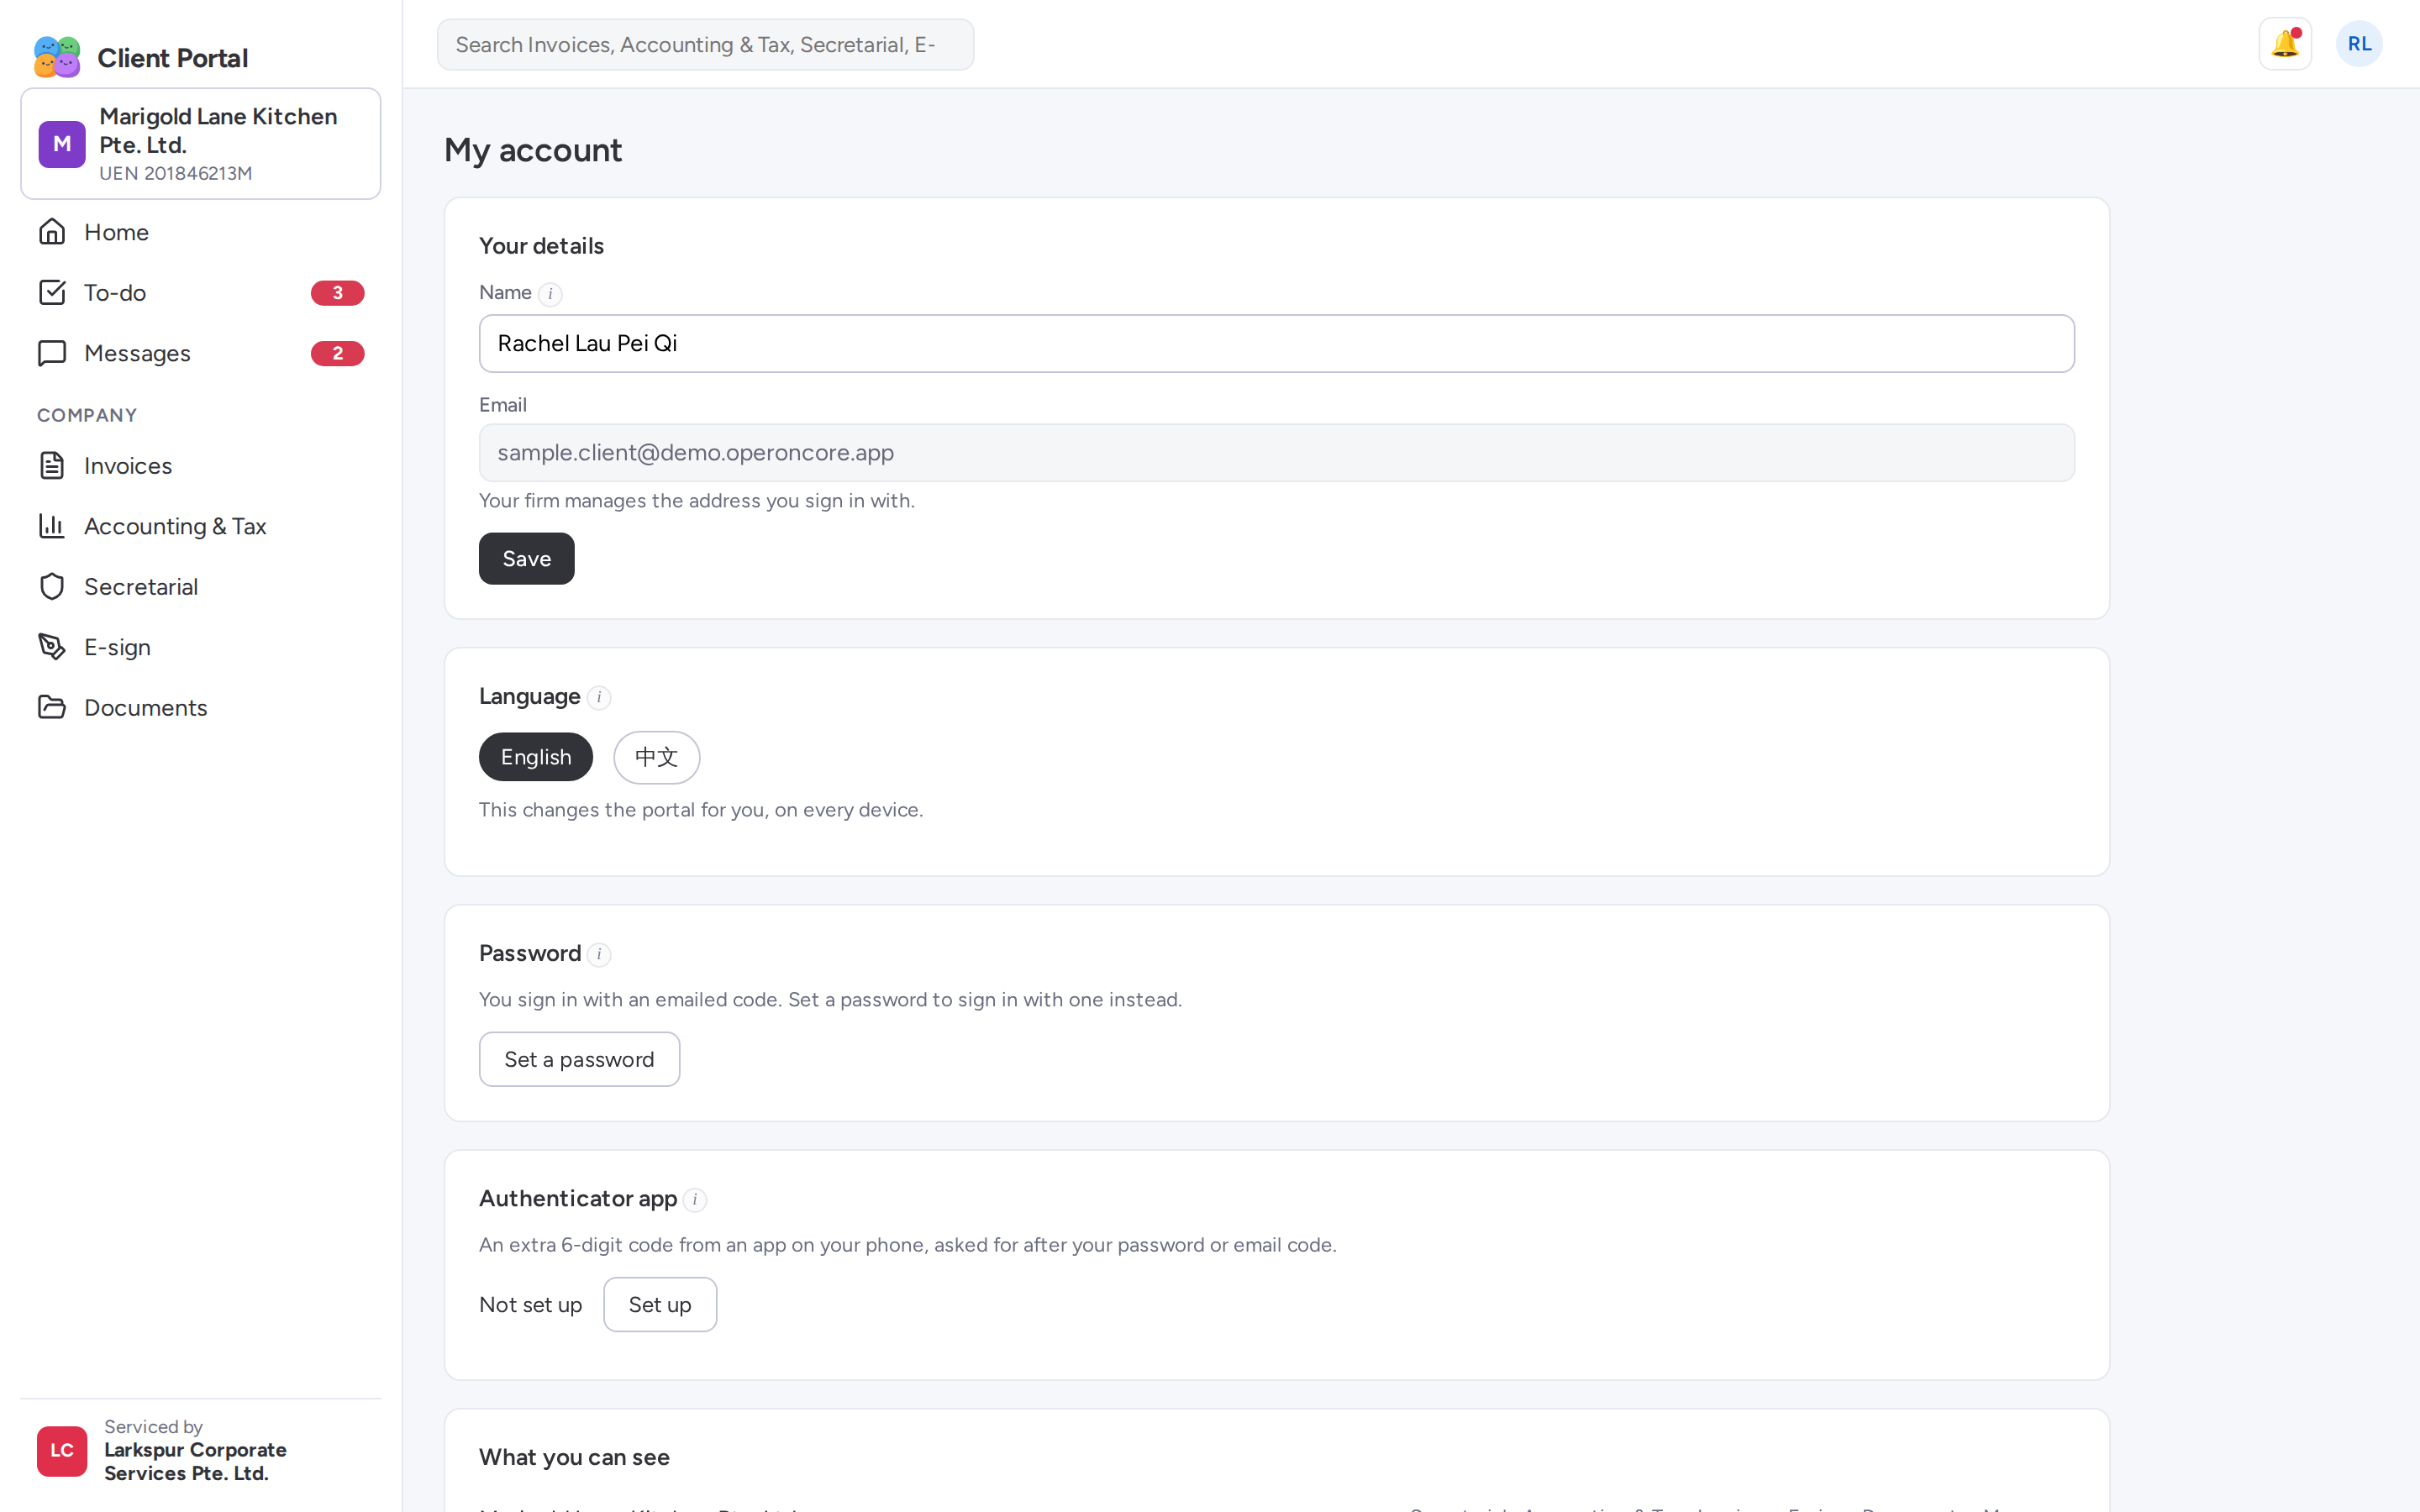 Client Portal
M
Marigold Lane Kitchen
Pte. Ltd.
UEN 201846213M
Home
To-do
3
Messages
2
COMPANY
Invoices
Accounting & Tax
Secretarial
E-sign
Documents
LC
Serviced by
Larkspur Corporate
Services Pte. Ltd.
Search Invoices, Accounting & Tax, Secretarial, E-
RL
My account
Your details
Name i
Rachel Lau Pei Qi
Email
sample.client@demo.operoncore.app
Your firm manages the address you sign in with.
Save
Language i
English
中文
This changes the portal for you, on every device.
Password i
You sign in with an emailed code. Set a password to sign in with one instead.
Set a password
Authenticator app i
An extra 6-digit code from an app on your phone, asked for after your password or email code.
Not set up
Set up
What you can see